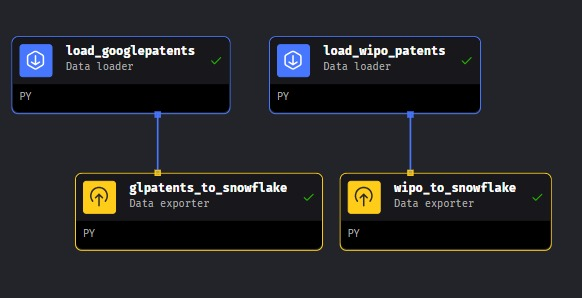 load_googlepatents
Data loader
PY
load_wipo_patents
Data loader
PY
glpatents_to_snowflake
Data exporter
PY
wipo_to_snowflake
Data exporter
PY